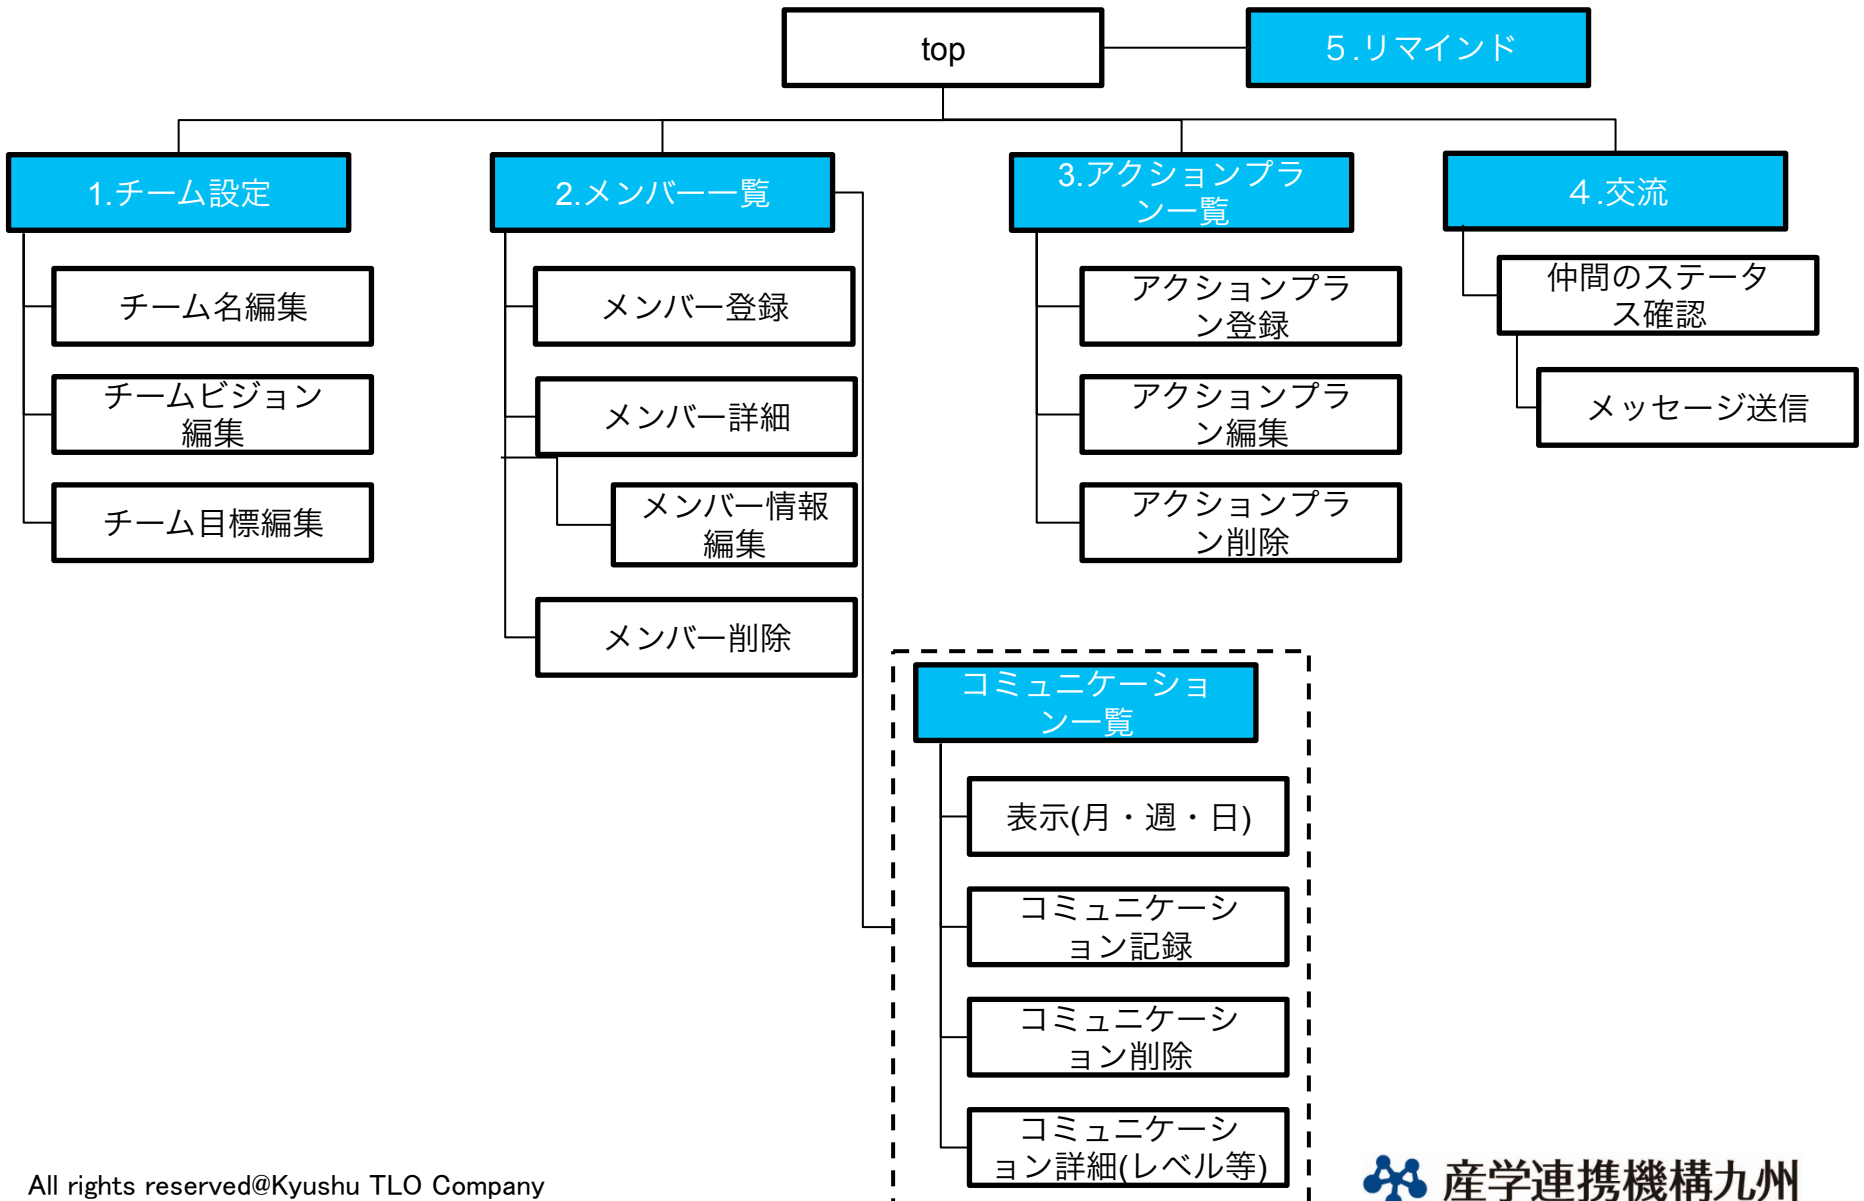 top
５.リマインド
1.チーム設定
チーム名編集
チームビジョン
編集
チーム目標編集
2.メンバー一覧
メンバー登録
メンバー詳細
メンバー情報
編集
メンバー削除
3.アクションプラ
ン一覧
アクションプラ
ン登録
アクションプラ
ン編集
アクションプラ
ン削除
４.交流
仲間のステータ
ス確認
メッセージ送信
コミュニケーショ
ン一覧
表示(月・週・日)
コミュニケーシ
ョン記録
コミュニケーシ
ョン削除
コミュニケーシ
ョン詳細(レベル等)
All rights reserved@Kyushu TLO Company
産学連携機構九州